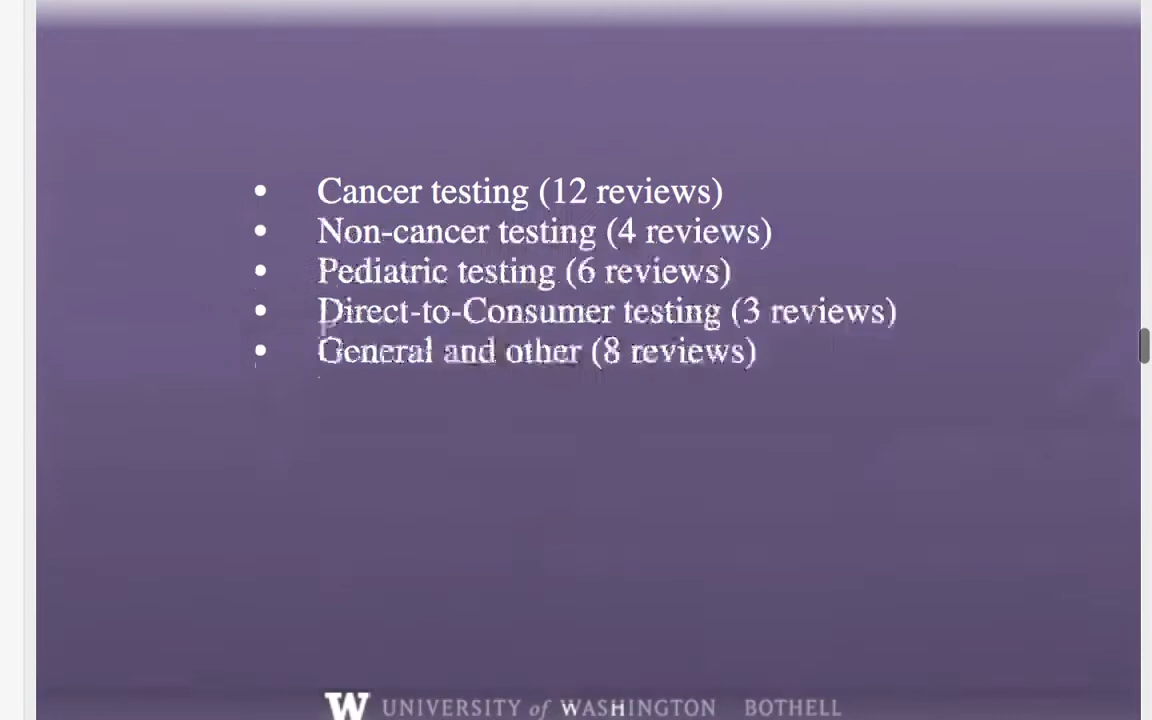 • Cancer testing (12 reviews)
• Non-cancer testing (4 reviews)
• Pediatric testing (6 reviews)
• Direct-to-Consumer testing (3 reviews)
• General and other (8 reviews)
W UNIVERSITY of WASHINGTON BOTHELL